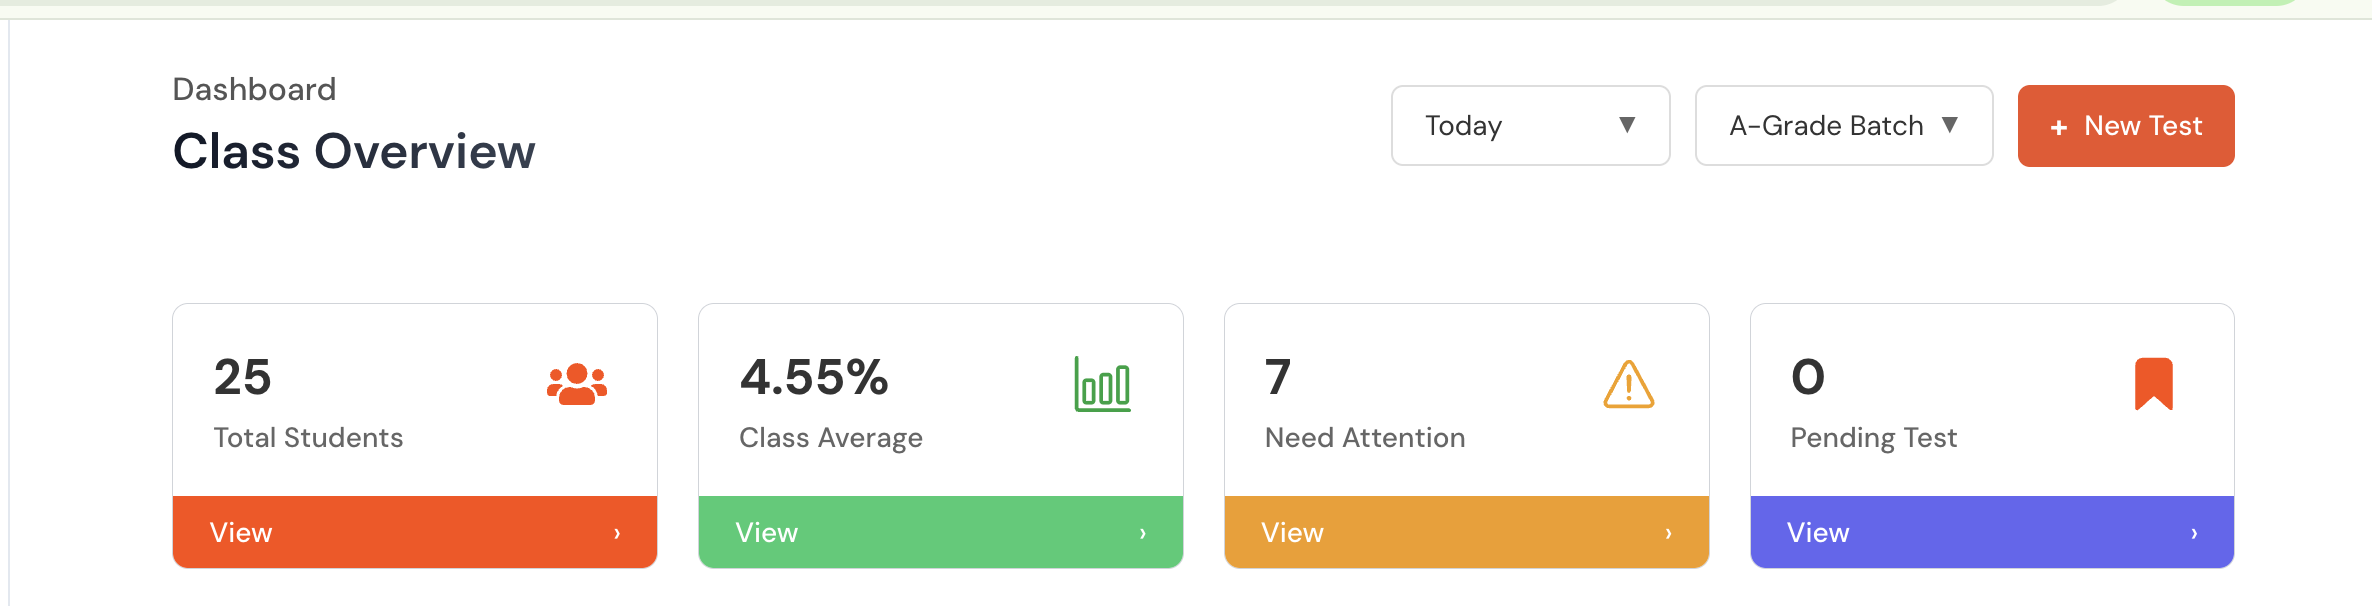 Dashboard
Class Overview
Today ▼
A-Grade Batch ▼
+ New Test
25
Total Students
View ›
4.55%
Class Average
View ›
7
Need Attention
View ›
0
Pending Test
View ›